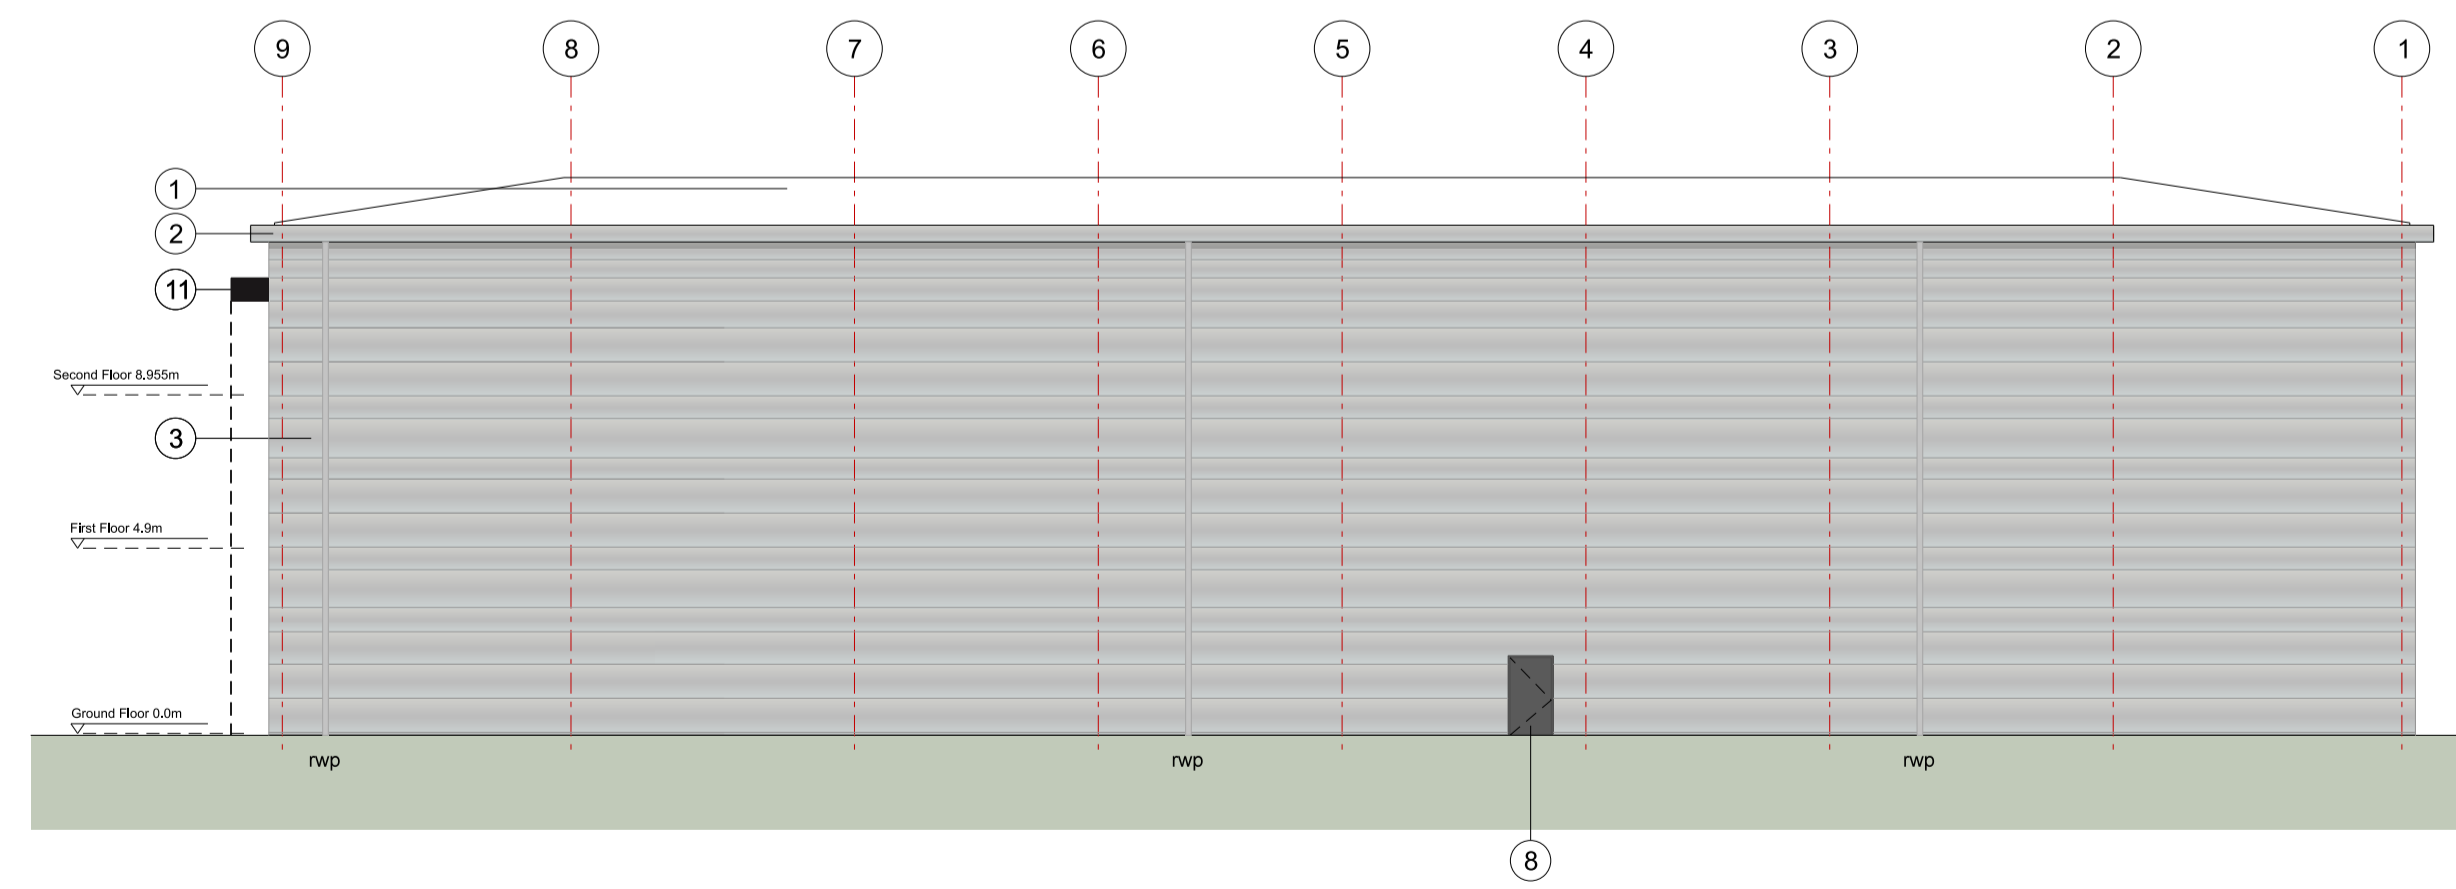 9 8 7 6 5 4 3 2 1
1
2
11
Second Floor 8.955m
3
First Floor 4.9m
Ground Floor 0.0m
rwp rwp rwp
8